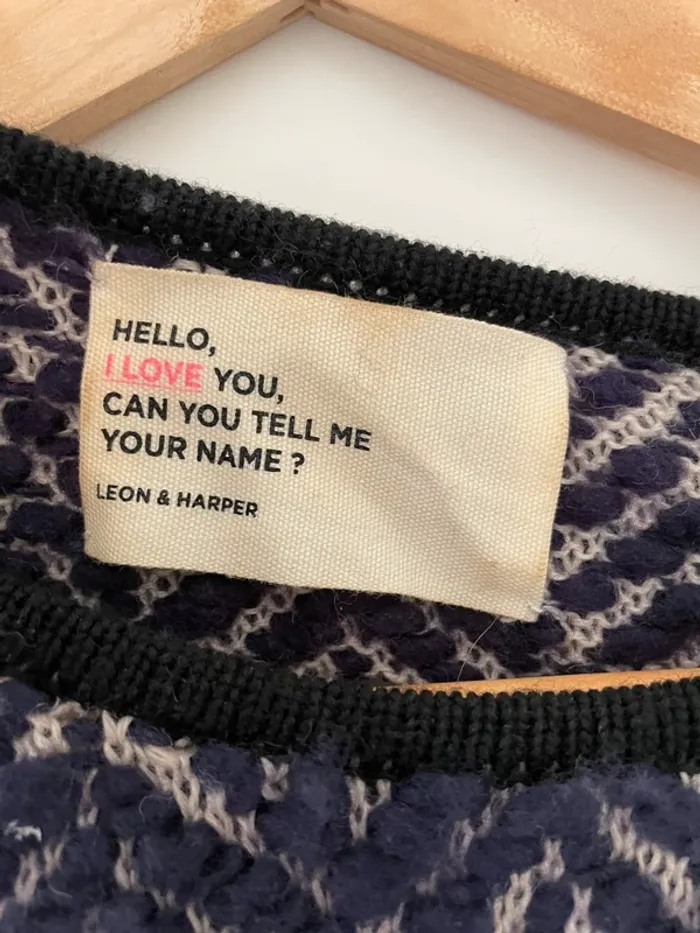 HELLO,
I LOVE YOU,
CAN YOU TELL ME
YOUR NAME ?
LEON & HARPER